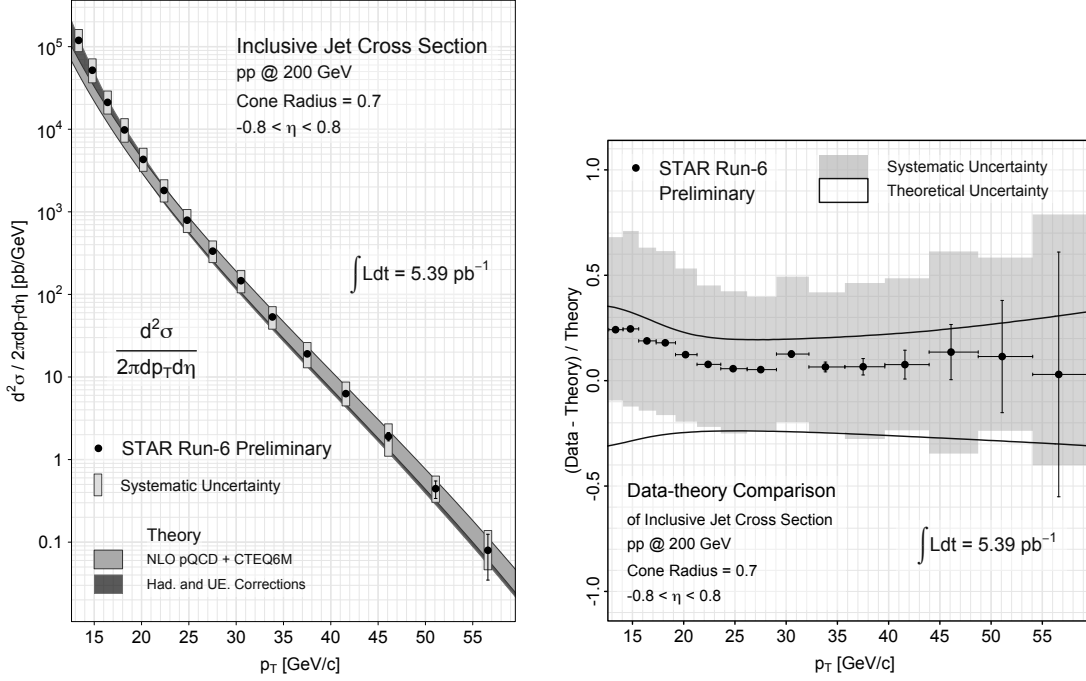 Inclusive Jet Cross Section
pp @ 200 GeV
Cone Radius = 0.7
-0.8 < η < 0.8
∫ Ldt = 5.39 pb⁻¹
d²σ
2πdp_Tdη
STAR Run-6 Preliminary
Systematic Uncertainty
Theory
NLO pQCD + CTEQ6M
Had. and UE. Corrections
d²σ / 2πdp_Tdη [pb/GeV]
10⁵
10⁴
10³
10²
10
1
0.1
15 20 25 30 35 40 45 50 55
p_T [GeV/c]
STAR Run-6
Preliminary
Systematic Uncertainty
Theoretical Uncertainty
Data-theory Comparison
of Inclusive Jet Cross Section
pp @ 200 GeV
Cone Radius = 0.7
-0.8 < η < 0.8
∫ Ldt = 5.39 pb⁻¹
(Data - Theory) / Theory
1.0
0.5
0.0
-0.5
-1.0
15 20 25 30 35 40 45 50 55
p_T [GeV/c]